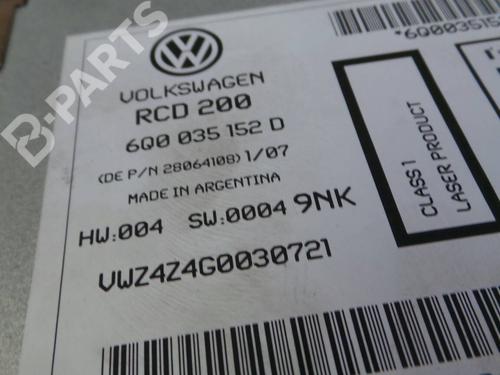 *6Q003515
VOLKSWAGEN
RCD 200
6Q0 035 152 D
(DE P/N 28064108) 1/07
MADE IN ARGENTINA
HW:004 SW:0004 9NK
VWZ4Z4G0030721
CLASS 1
LASER PRODUCT
B-PARTS